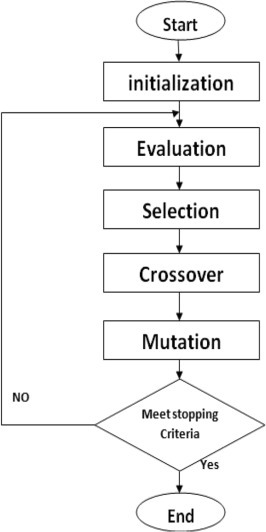 Start
initialization
Evaluation
Selection
Crossover
Mutation
Meet stopping
Criteria
NO
Yes
End